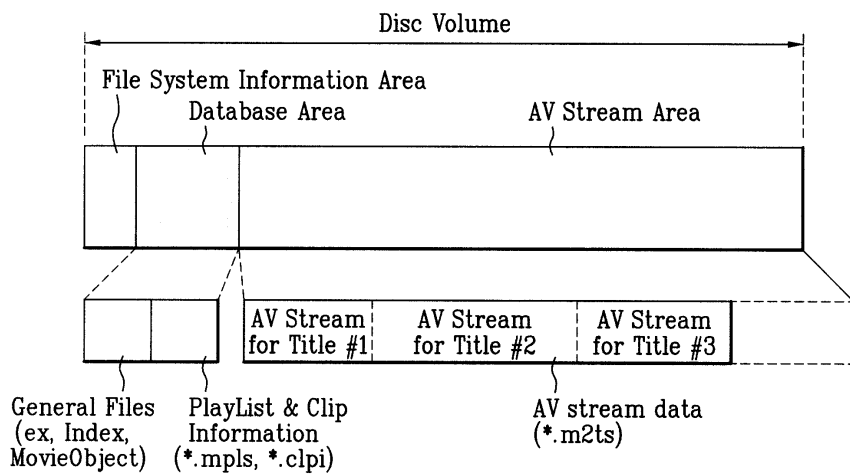 Disc Volume
File System Information Area
Database Area
AV Stream Area
AV Stream
for Title #1
AV Stream
for Title #2
AV Stream
for Title #3
General Files
(ex, Index,
MovieObject)
PlayList & Clip
Information
(*.mpls, *.clpi)
AV stream data
(*.m2ts)